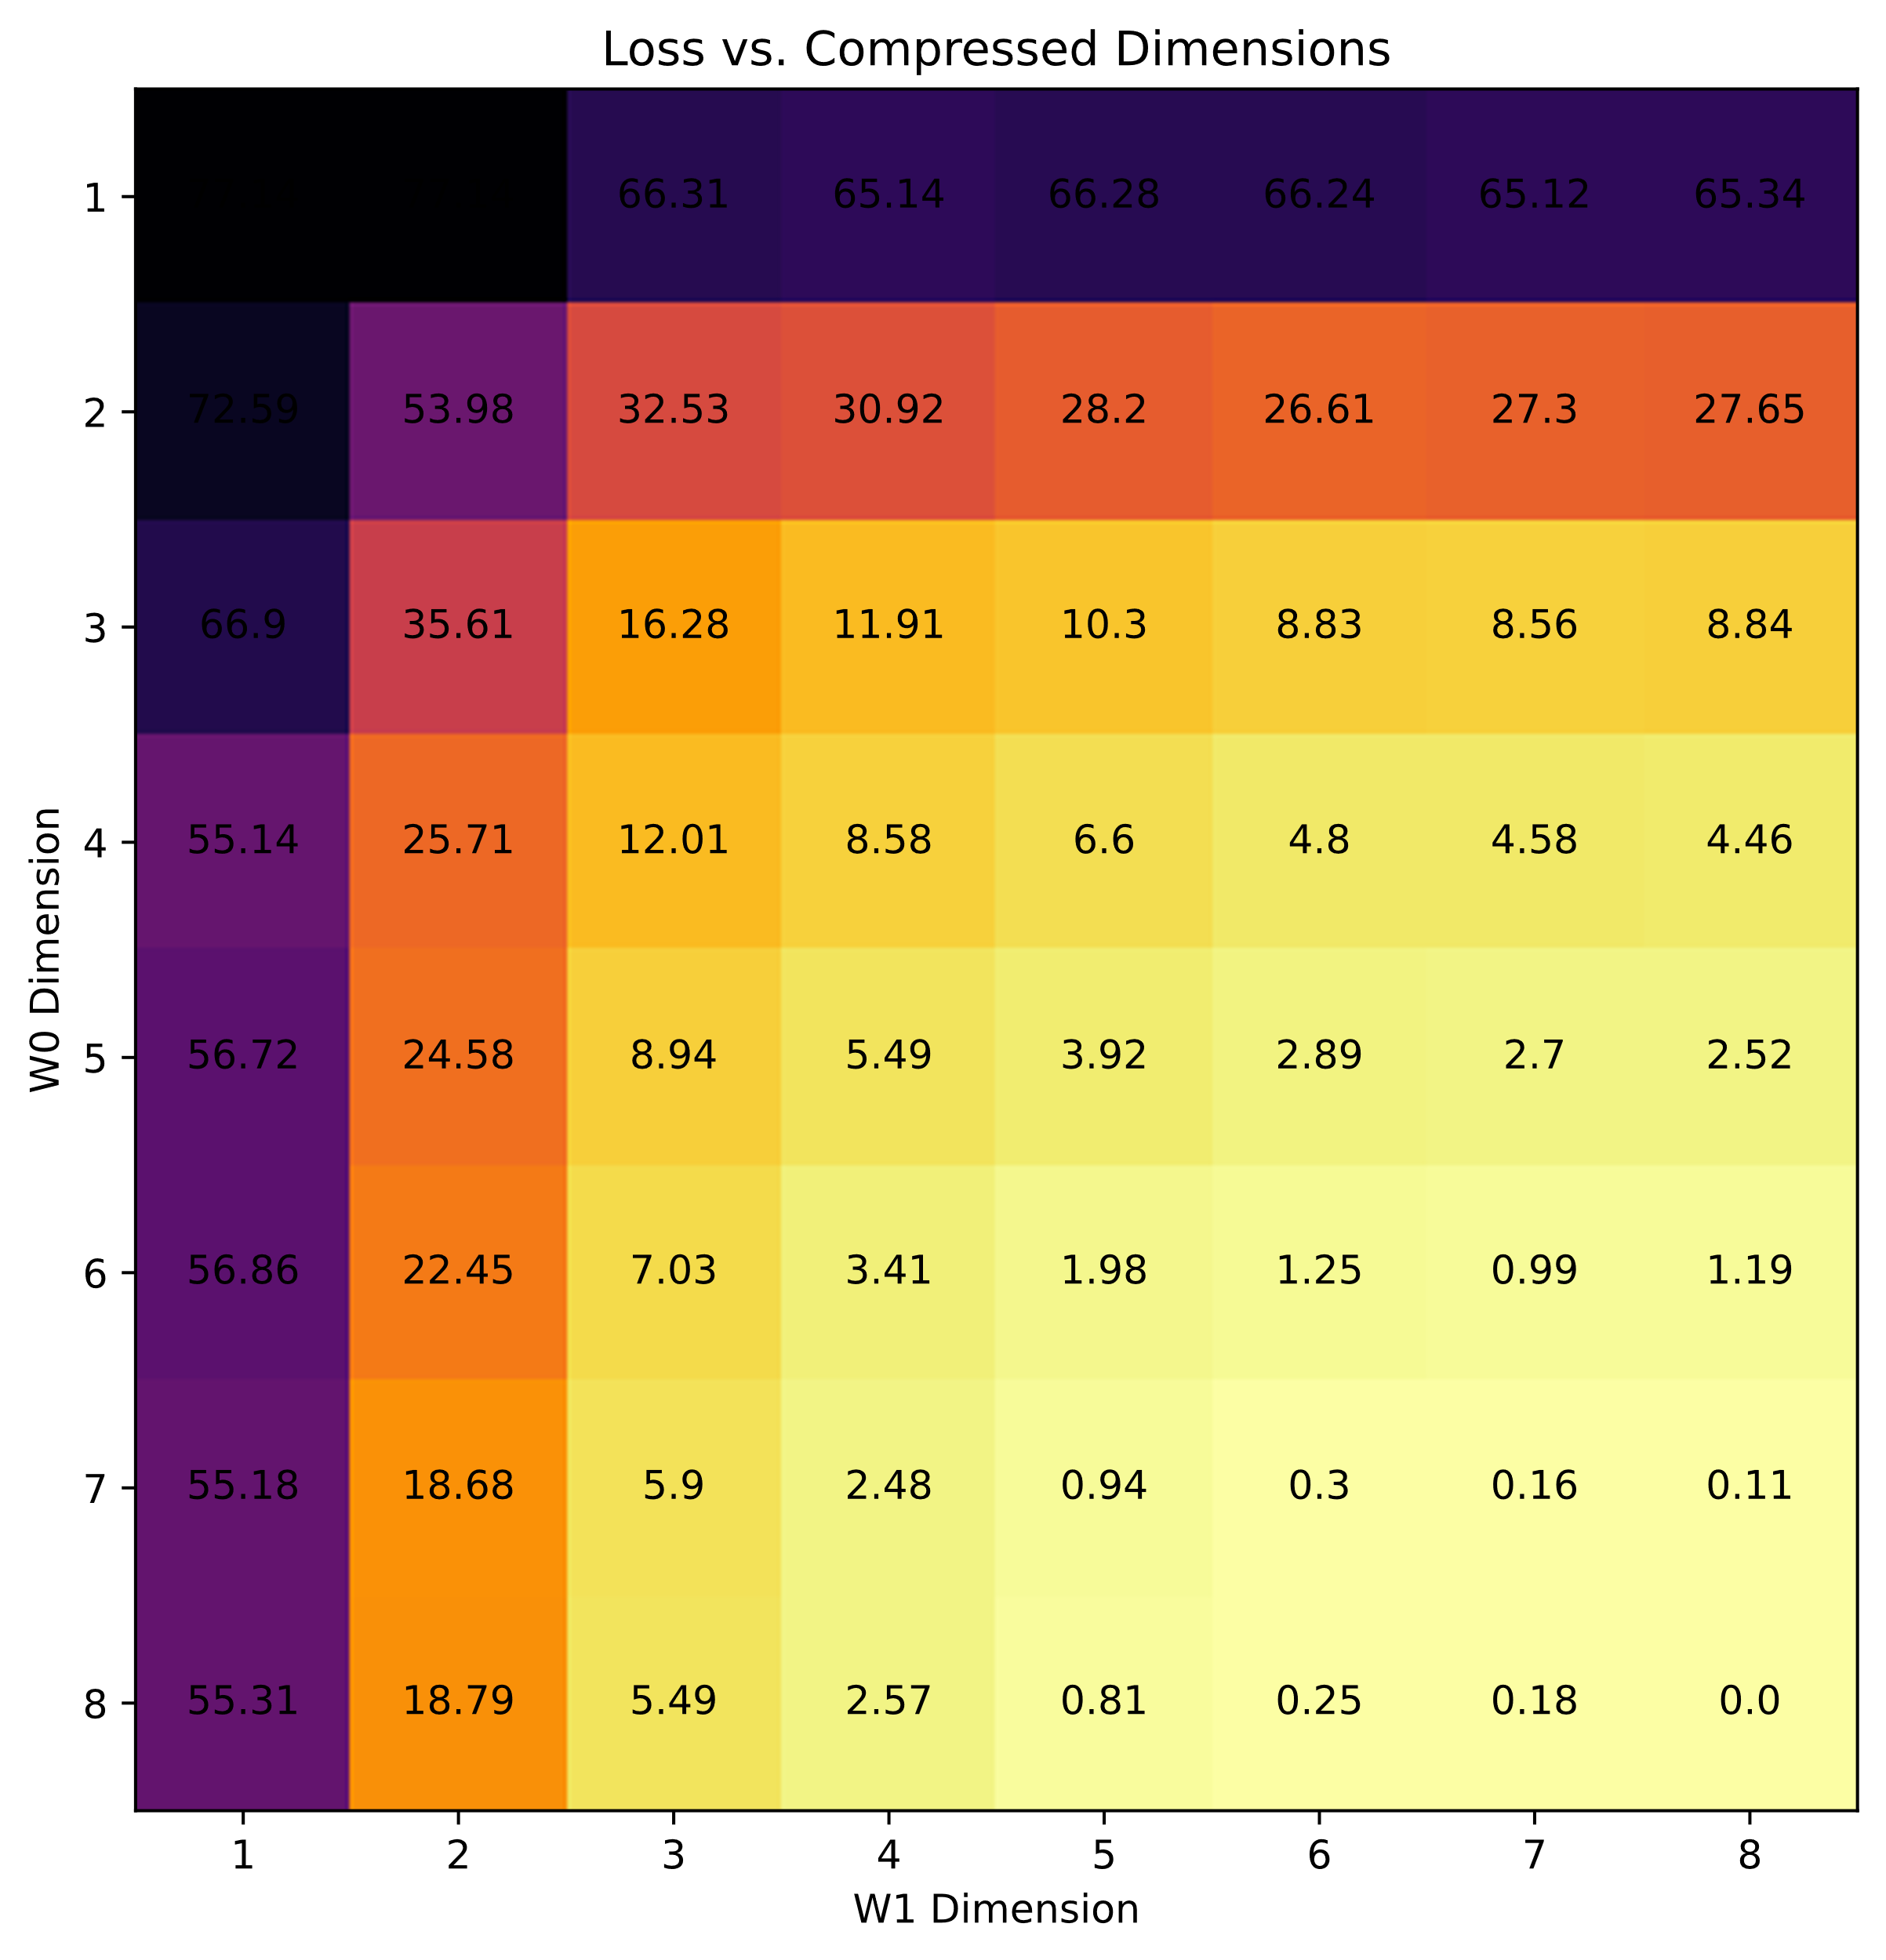 Loss vs. Compressed Dimensions
1 66.31 65.14 66.28 66.24 65.12 65.34
2 72.59 53.98 32.53 30.92 28.2 26.61 27.3 27.65
3 66.9 35.61 16.28 11.91 10.3 8.83 8.56 8.84
4 55.14 25.71 12.01 8.58 6.6 4.8 4.58 4.46
W0 Dimension
5 56.72 24.58 8.94 5.49 3.92 2.89 2.7 2.52
6 56.86 22.45 7.03 3.41 1.98 1.25 0.99 1.19
7 55.18 18.68 5.9 2.48 0.94 0.3 0.16 0.11
8 55.31 18.79 5.49 2.57 0.81 0.25 0.18 0.0
1 2 3 4 5 6 7 8
W1 Dimension